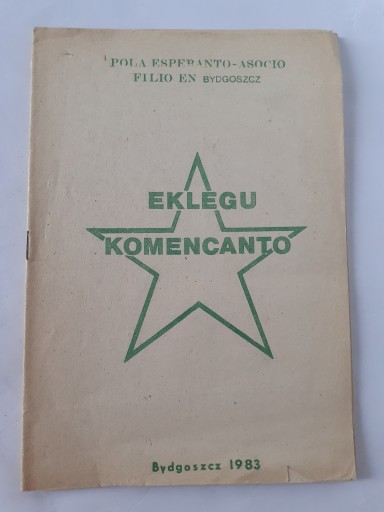 POLA ESPERANTO-ASOCIO
FILIO EN BYDGOSZCZ
EKLEGU
KOMENCANTO
Bydgoszcz 1983